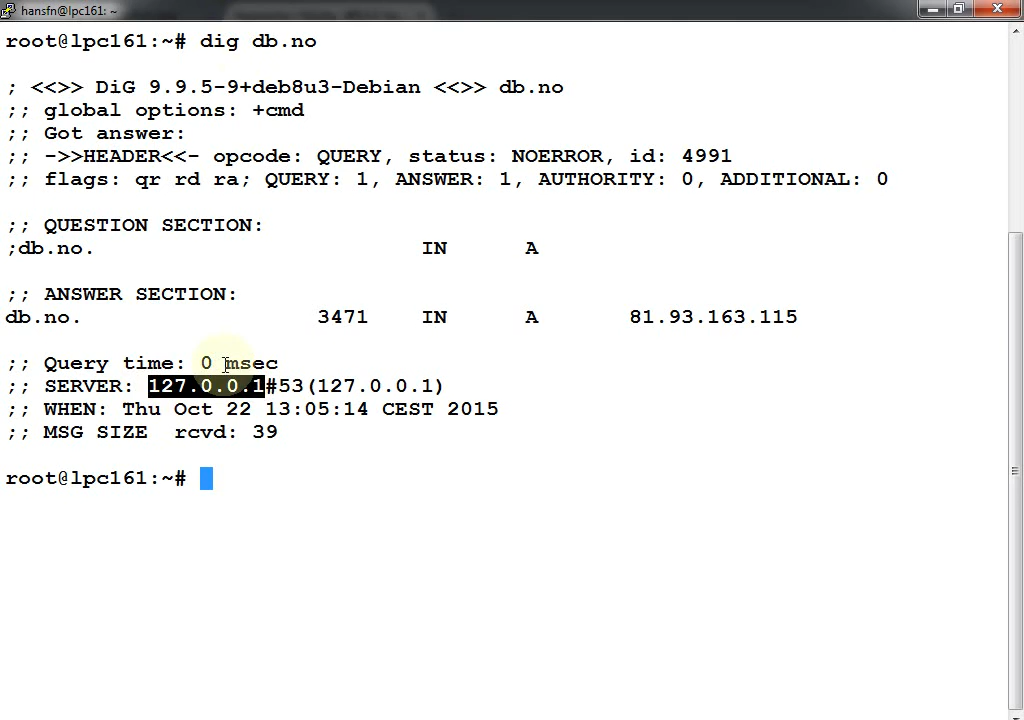 hansfn@lpc161: ~
root@lpc161:~# dig db.no
; <<>> DiG 9.9.5-9+deb8u3-Debian <<>> db.no
;; global options: +cmd
;; Got answer:
;; ->>HEADER<<- opcode: QUERY, status: NOERROR, id: 4991
;; flags: qr rd ra; QUERY: 1, ANSWER: 1, AUTHORITY: 0, ADDITIONAL: 0
;; QUESTION SECTION:
;db.no. IN A
;; ANSWER SECTION:
db.no. 3471 IN A 81.93.163.115
;; Query time: 0 msec
;; SERVER: 127.0.0.1#53(127.0.0.1)
;; WHEN: Thu Oct 22 13:05:14 CEST 2015
;; MSG SIZE rcvd: 39
root@lpc161:~#